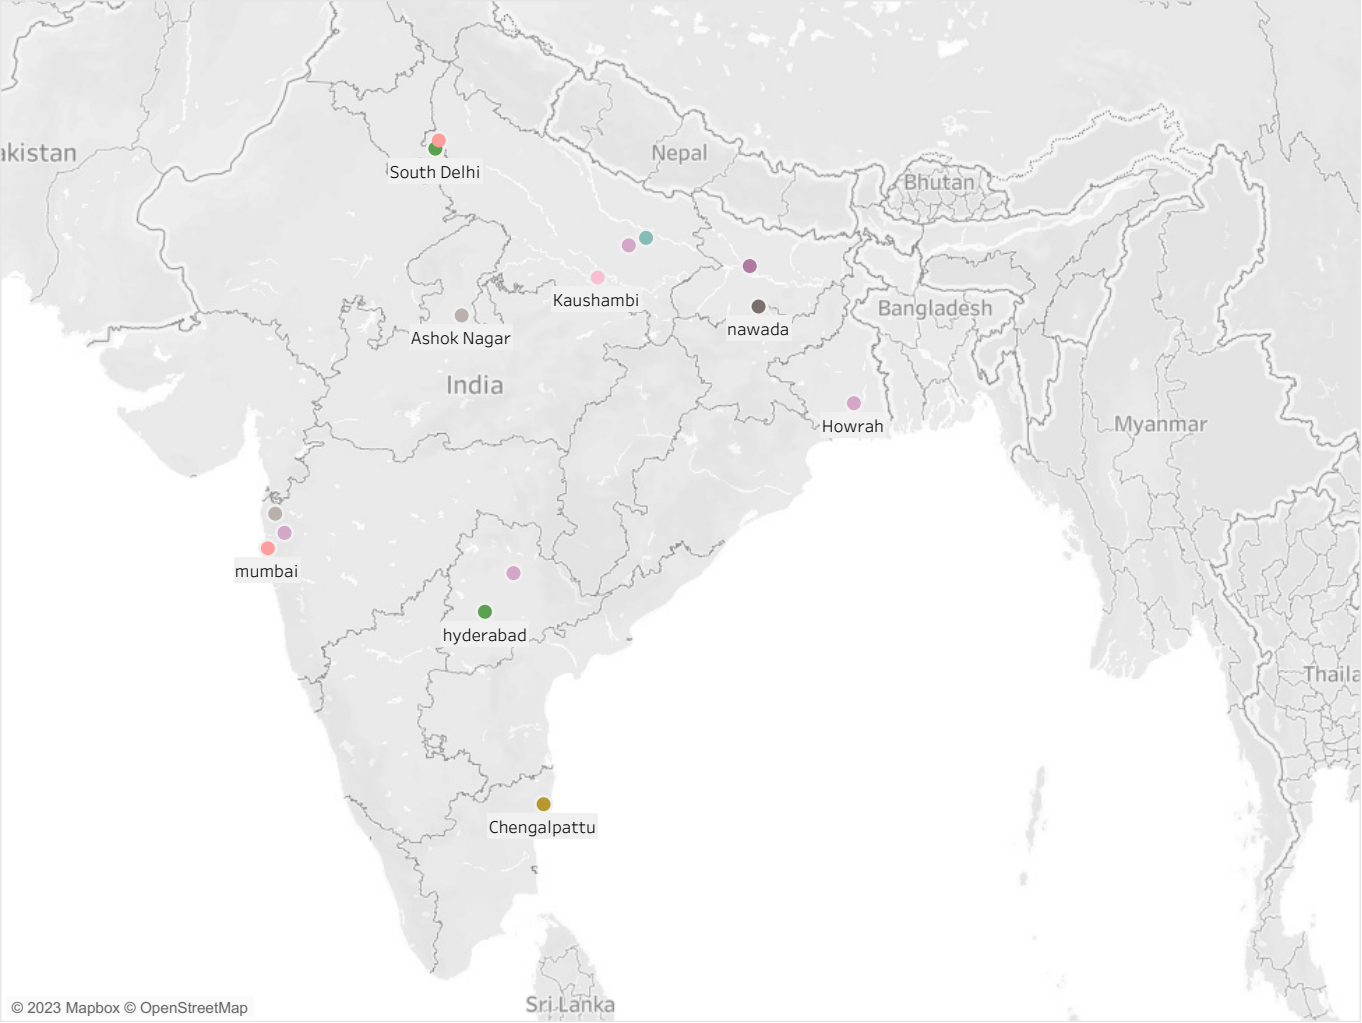 akistan
Nepal
South Delhi
Bhutan
Kaushambi
Bangladesh
nawada
Ashok Nagar
India
Howrah
Myanmar
mumbai
hyderabad
Thaila
Chengalpattu
Sri Lanka
© 2023 Mapbox © OpenStreetMap